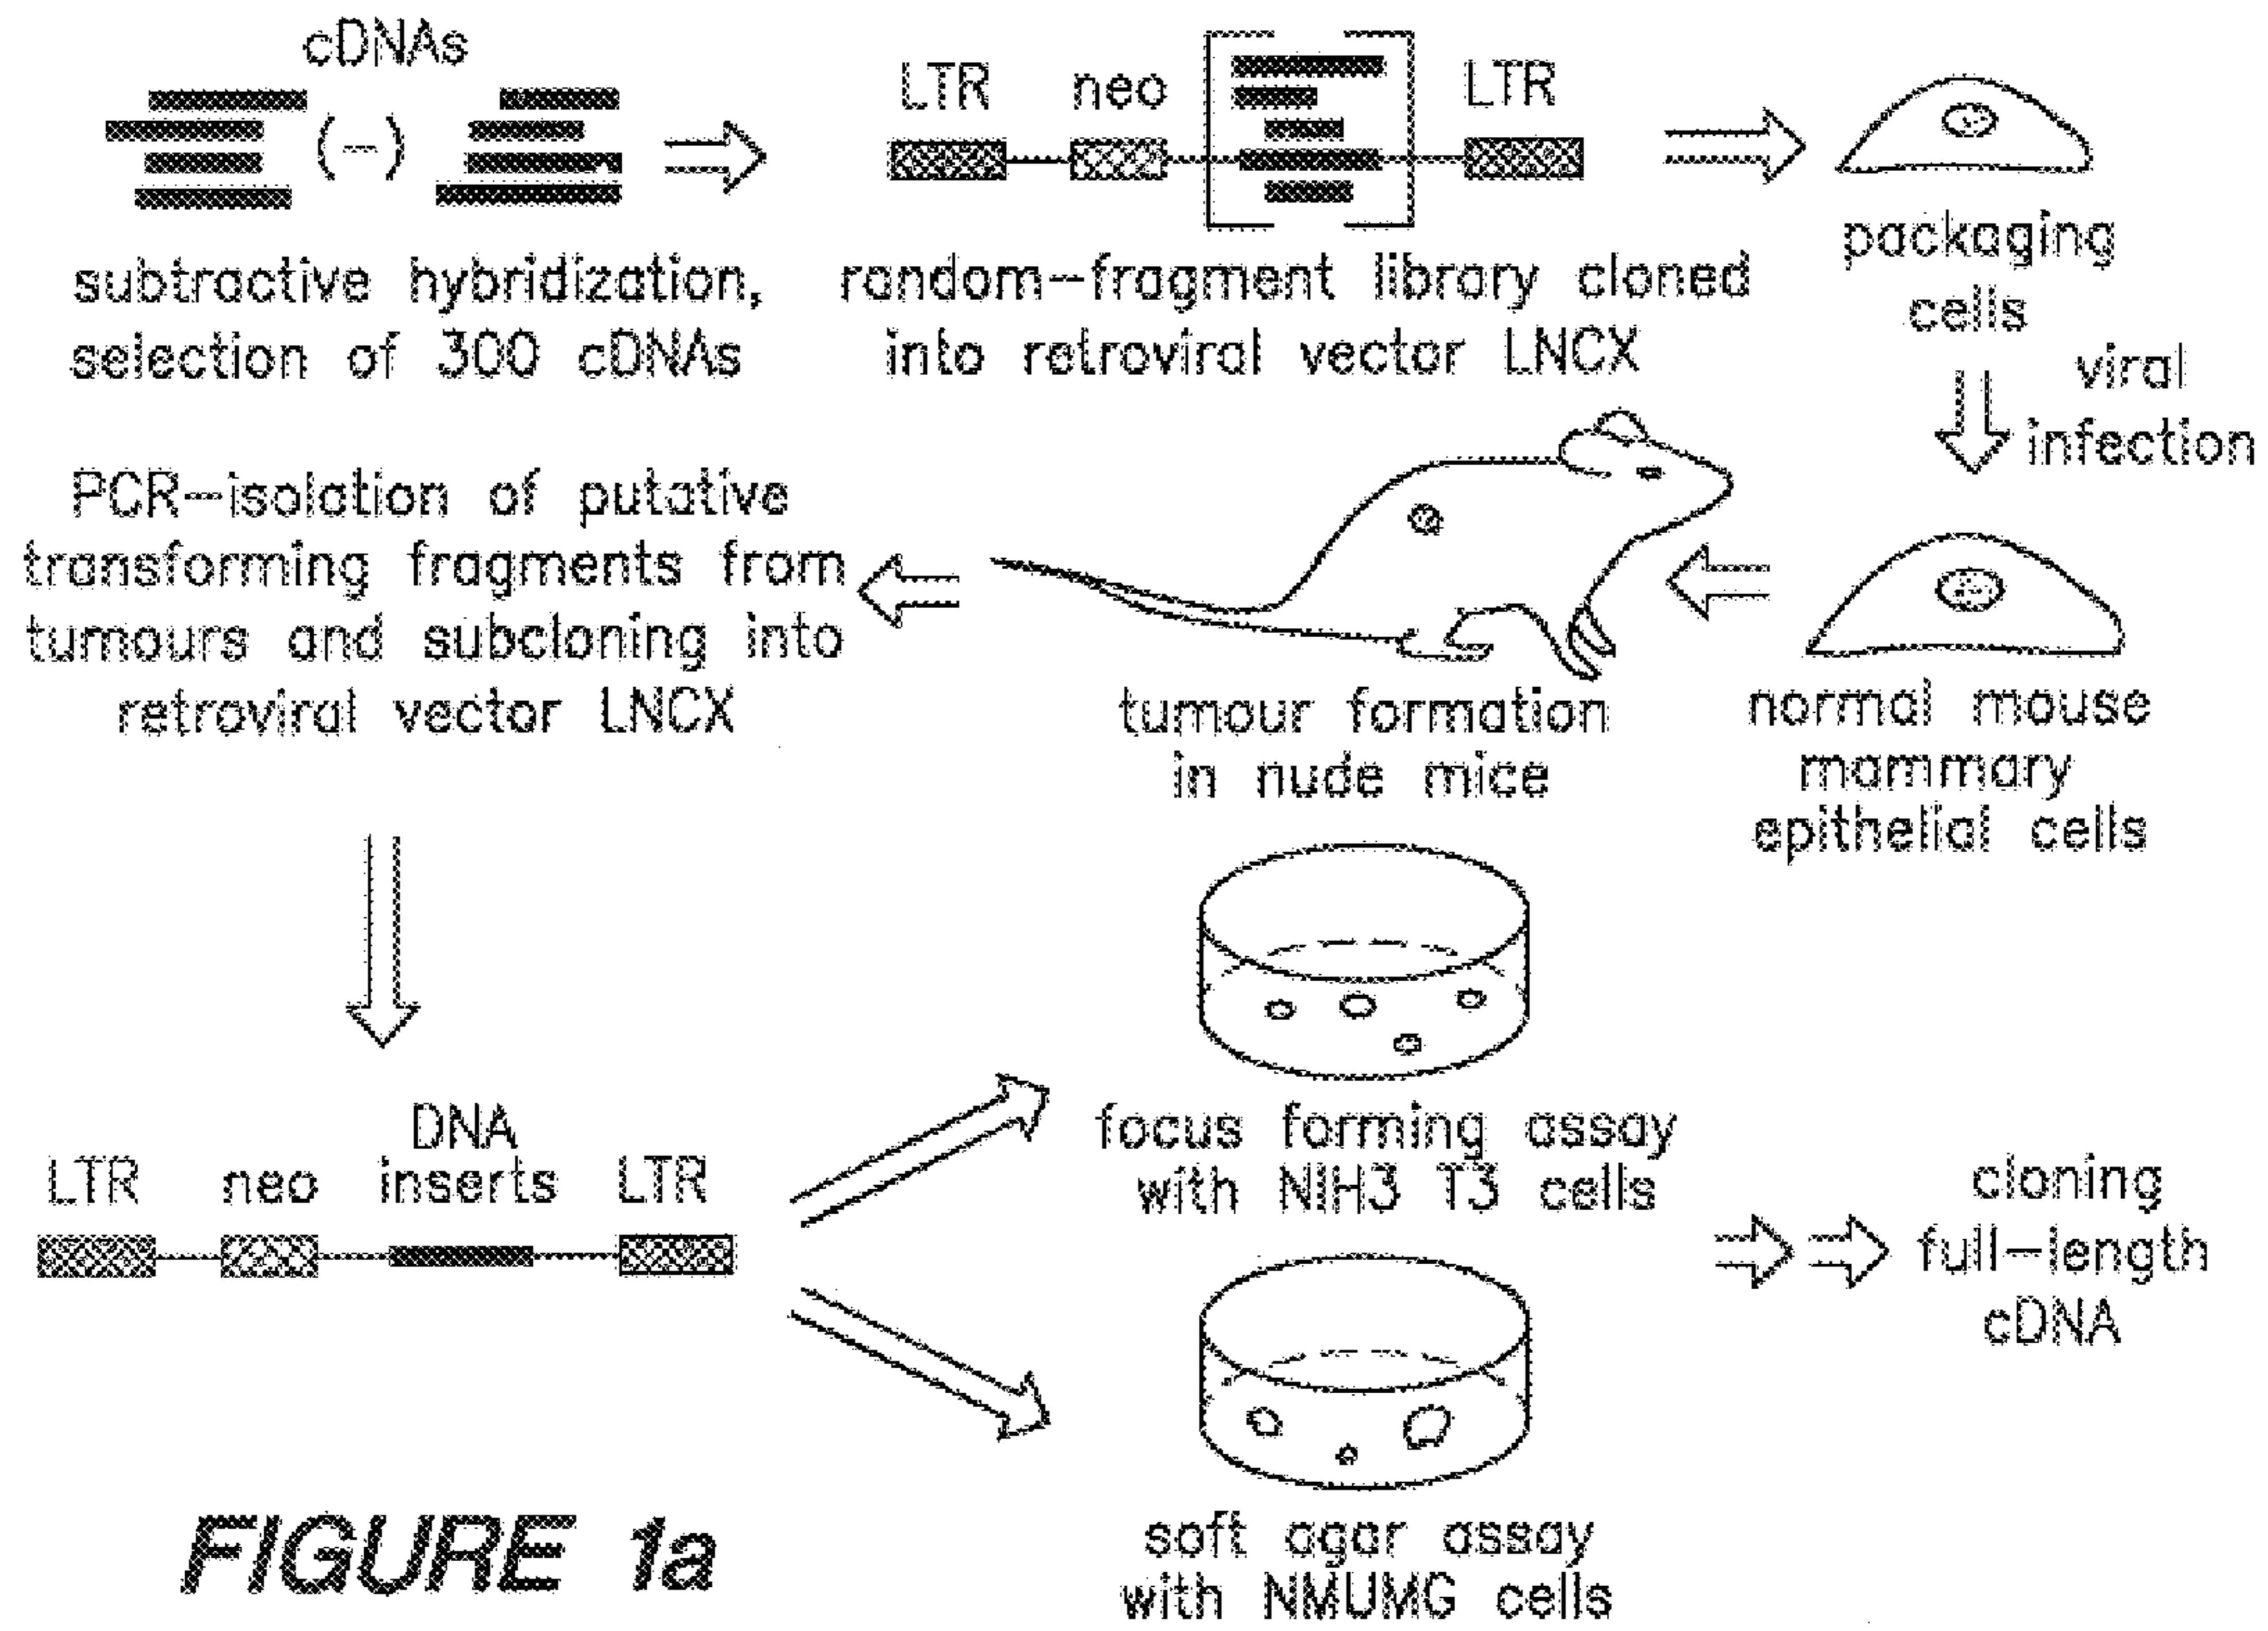 cDNAs
(-)
subtractive hybridization,
selection of 300 cDNAs
LTR neo LTR
random-fragment library cloned
into retroviral vector LNCX
packaging
cells
viral
infection
normal mouse
mammary
epithelial cells
tumour formation
in nude mice
PCR-isolation of putative
transforming fragments from
tumours and subcloning into
retroviral vector LNCX
DNA
LTR neo inserts LTR
focus forming assay
with NIH3 T3 cells
soft agar assay
with NMUMG cells
cloning
full-length
cDNA
FIGURE 1a